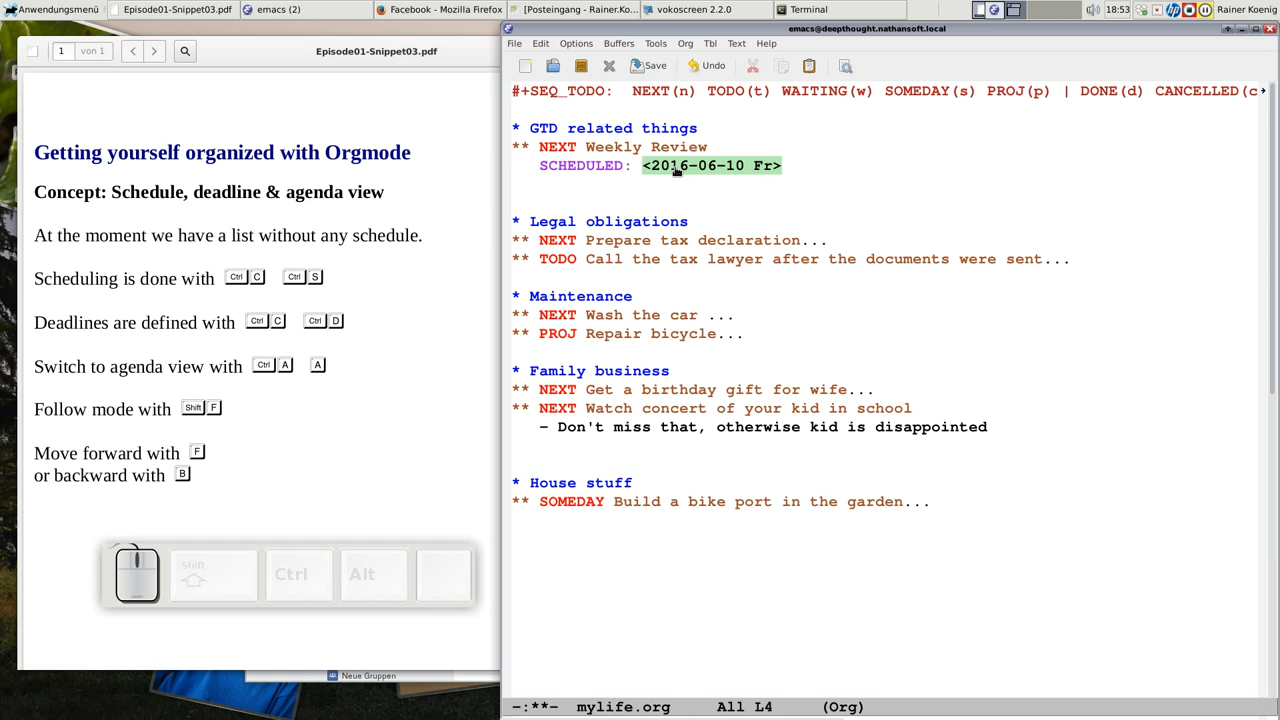 Anwendungsmenü Episode01-Snippet03.pdf emacs (2) Facebook - Mozilla Firefox [Posteingang - Rainer.Ko... vokoscreen 2.2.0 Terminal 18:53 Rainer Koenig
emacs@deepthought.nathansoft.local
1 von 1 Episode01-Snippet03.pdf
File Edit Options Buffers Tools Org Tbl Text Help
Save Undo
Getting yourself organized with Orgmode
Concept: Schedule, deadline & agenda view
At the moment we have a list without any schedule.
Scheduling is done with Ctrl C Ctrl S
Deadlines are defined with Ctrl C Ctrl D
Switch to agenda view with Ctrl A A
Follow mode with Shift F
Move forward with F
or backward with B
Shift Ctrl Alt
Neue Gruppen
#+SEQ_TODO: NEXT(n) TODO(t) WAITING(w) SOMEDAY(s) PROJ(p) | DONE(d) CANCELLED(c
* GTD related things
** NEXT Weekly Review
SCHEDULED: <2016-06-10 Fr>
* Legal obligations
** NEXT Prepare tax declaration...
** TODO Call the tax lawyer after the documents were sent...
* Maintenance
** NEXT Wash the car ...
** PROJ Repair bicycle...
* Family business
** NEXT Get a birthday gift for wife...
** NEXT Watch concert of your kid in school
- Don't miss that, otherwise kid is disappointed
* House stuff
** SOMEDAY Build a bike port in the garden...
-:**- mylife.org All L4 (Org)